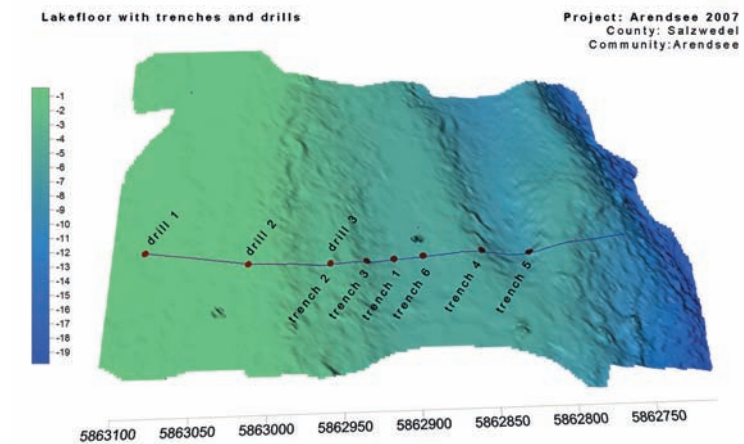 Lakefloor with trenches and drills
Project: Arendsee 2007
County: Salzwedel
Community:Arendsee
-1
-2
-3
-4
-5
-6
-7
-8
-9
-10
-11
-12
-13
-14
-15
-16
-17
-18
-19
drill 1
drill 2
drill 3
trench 2
trench 3
trench 1
trench 6
trench 4
trench 5
5863100
5863050
5863000
5862950
5862900
5862850
5862800
5862750